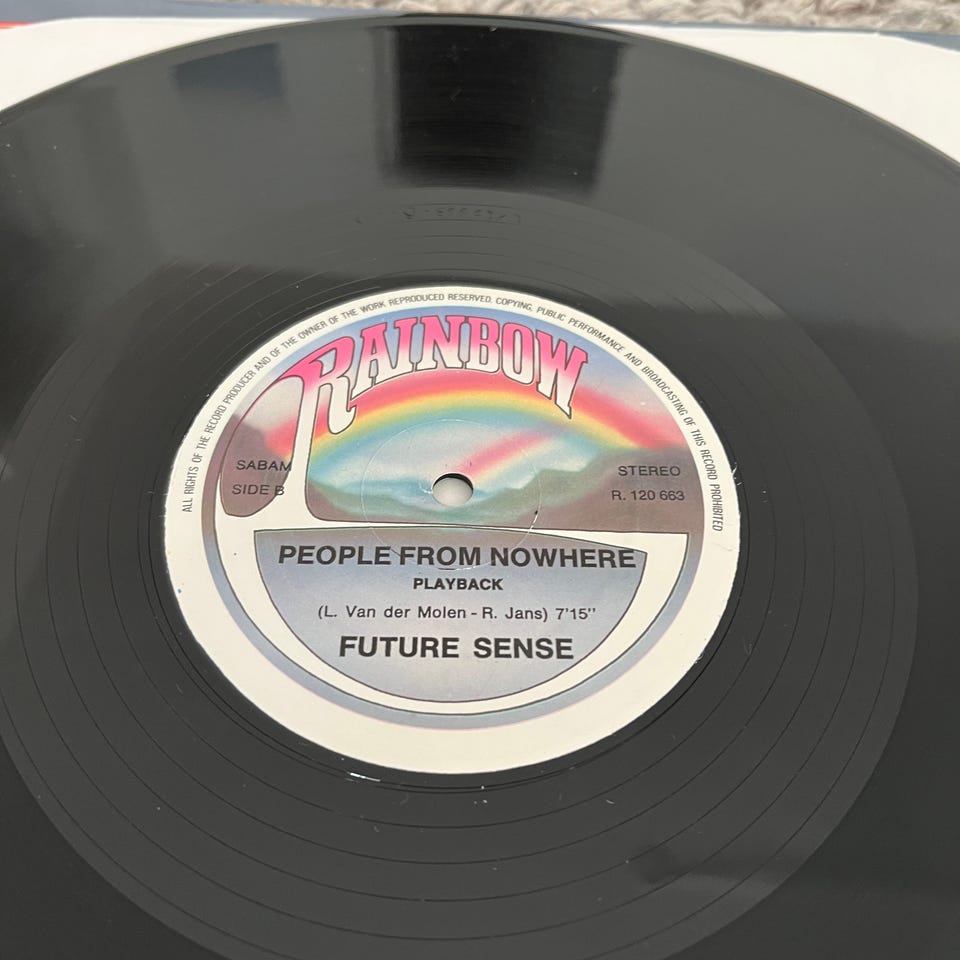 ALL RIGHTS OF THE RECORD PRODUCER AND OF THE OWNER OF THE WORK REPRODUCED RESERVED. COPYING, PUBLIC PERFORMANCE AND BROADCASTING OF THIS RECORD PROHIBITED
RAINBOW
SABAM
SIDE B
STEREO
R. 120 663
PEOPLE FROM NOWHERE
PLAYBACK
(L. Van der Molen - R. Jans) 7'15"
FUTURE SENSE